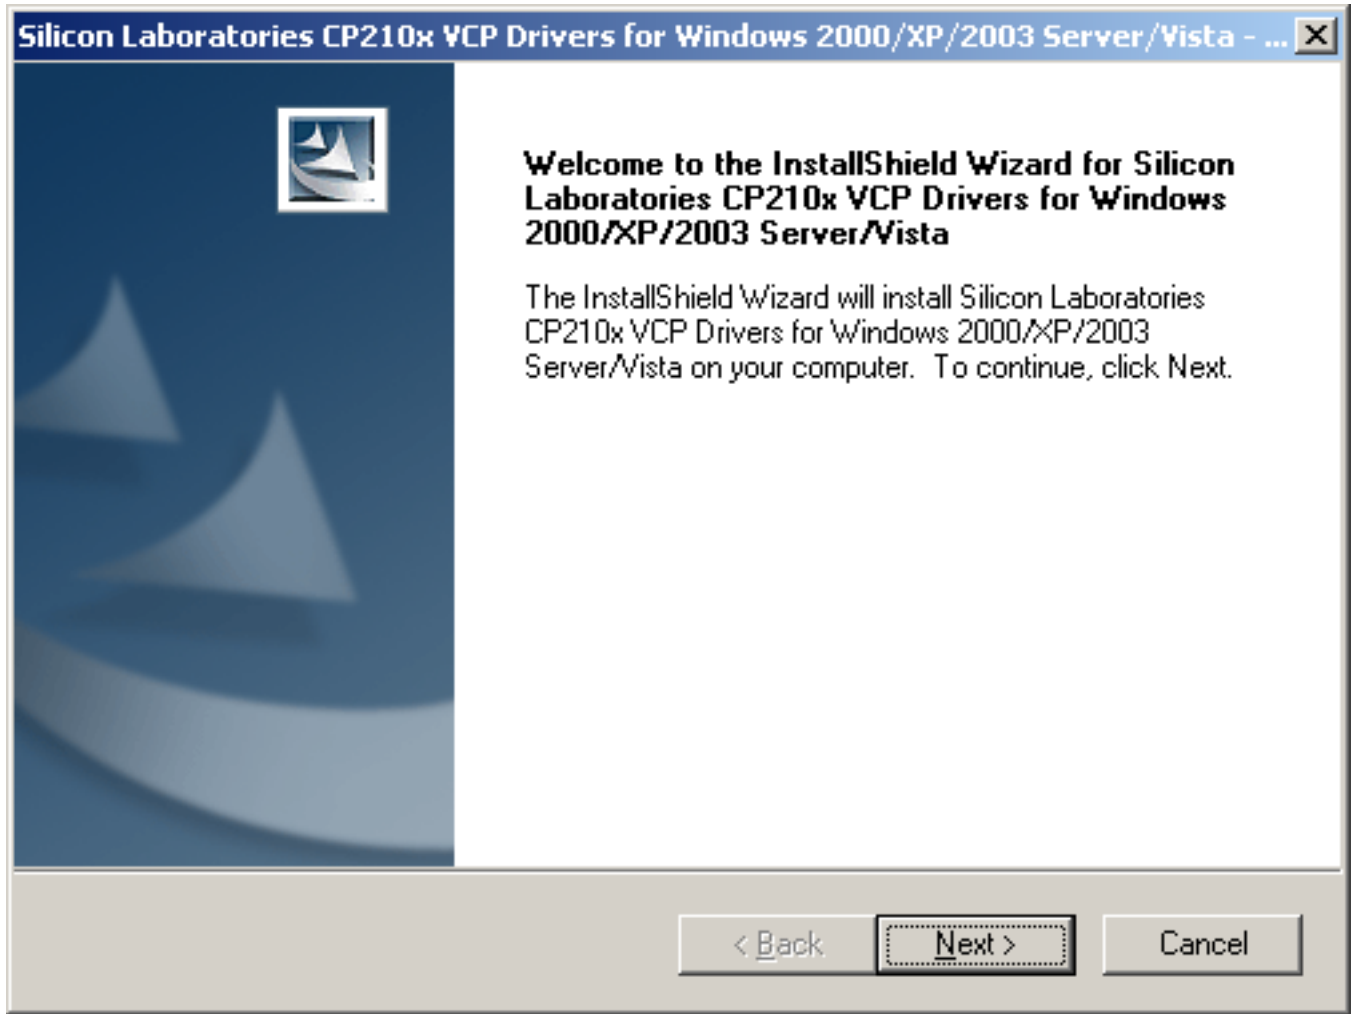 Silicon Laboratories CP210x VCP Drivers for Windows 2000/XP/2003 Server/Vista - ...
Welcome to the InstallShield Wizard for Silicon
Laboratories CP210x VCP Drivers for Windows
2000/XP/2003 Server/Vista
The InstallShield Wizard will install Silicon Laboratories
CP210x VCP Drivers for Windows 2000/XP/2003
Server/Vista on your computer.  To continue, click Next.
< Back
Next >
Cancel